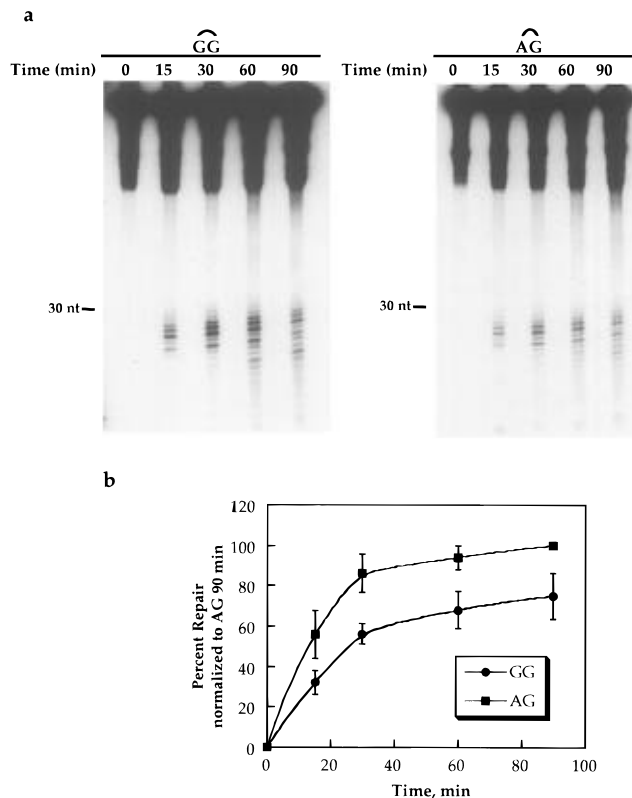 a
GG
AG
Time (min) 0 15 30 60 90
Time (min) 0 15 30 60 90
30 nt
30 nt
b
Percent Repair
normalized to AG 90 min
120
100
80
60
40
20
0
GG
AG
0 20 40 60 80 100
Time, min